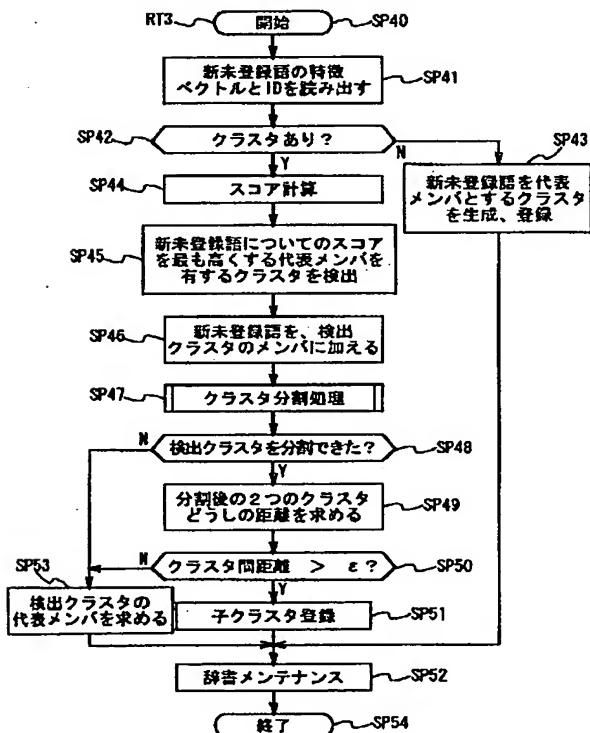 RT3
開始
SP40
新未登録語の特徴
ベクトルとIDを読み出す
SP41
SP42
クラスタあり?
N
Y
SP43
新未登録語を代表
メンバとするクラスタ
を生成、登録
SP44
スコア計算
SP45
新未登録語についてのスコア
を最も高くする代表メンバを
有するクラスタを検出
SP46
新未登録語を、検出
クラスタのメンバに加える
SP47
クラスタ分割処理
N
検出クラスタを分割できた?
SP48
Y
分割後の2つのクラスタ
どうしの距離を求める
SP49
N
クラスタ間距離 > ε?
SP50
Y
SP53
検出クラスタの
代表メンバを求める
子クラスタ登録
SP51
辞書メンテナンス
SP52
終了
SP54